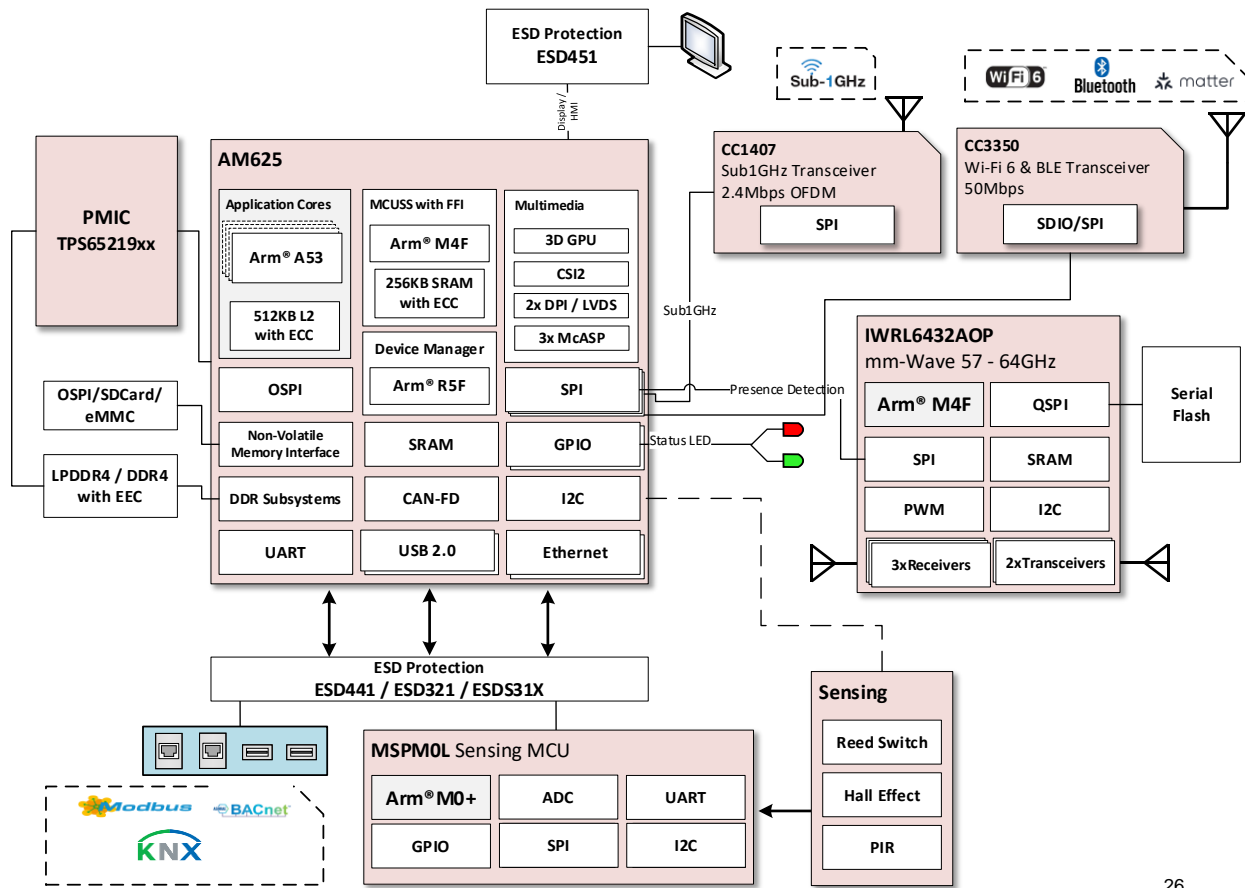 ESD Protection
ESD451
Display /
HMI
Sub-1GHz
WiFi 6
Bluetooth
matter
PMIC
TPS65219xx
AM625
Application Cores
Arm® A53
512KB L2
with ECC
MCUSS with FFI
Arm® M4F
256KB SRAM
with ECC
Device Manager
Arm® R5F
Multimedia
3D GPU
CSI2
2x DPI / LVDS
3x McASP
OSPI
SPI
Non-Volatile
Memory Interface
SRAM
GPIO
DDR Subsystems
CAN-FD
I2C
UART
USB 2.0
Ethernet
OSPI/SDCard/
eMMC
LPDDR4 / DDR4
with EEC
CC1407
Sub1GHz Transceiver
2.4Mbps OFDM
SPI
CC3350
Wi-Fi 6 & BLE Transceiver
50Mbps
SDIO/SPI
Sub1GHz
Presence Detection
Status LED
IWRL6432AOP
mm-Wave 57 - 64GHz
Arm® M4F
QSPI
SPI
SRAM
PWM
I2C
3xReceivers
2xTransceivers
Serial
Flash
ESD Protection
ESD441 / ESD321 / ESDS31X
MSPM0L Sensing MCU
Arm® M0+
ADC
UART
GPIO
SPI
I2C
Sensing
Reed Switch
Hall Effect
PIR
Modbus
BACnet
KNX
26